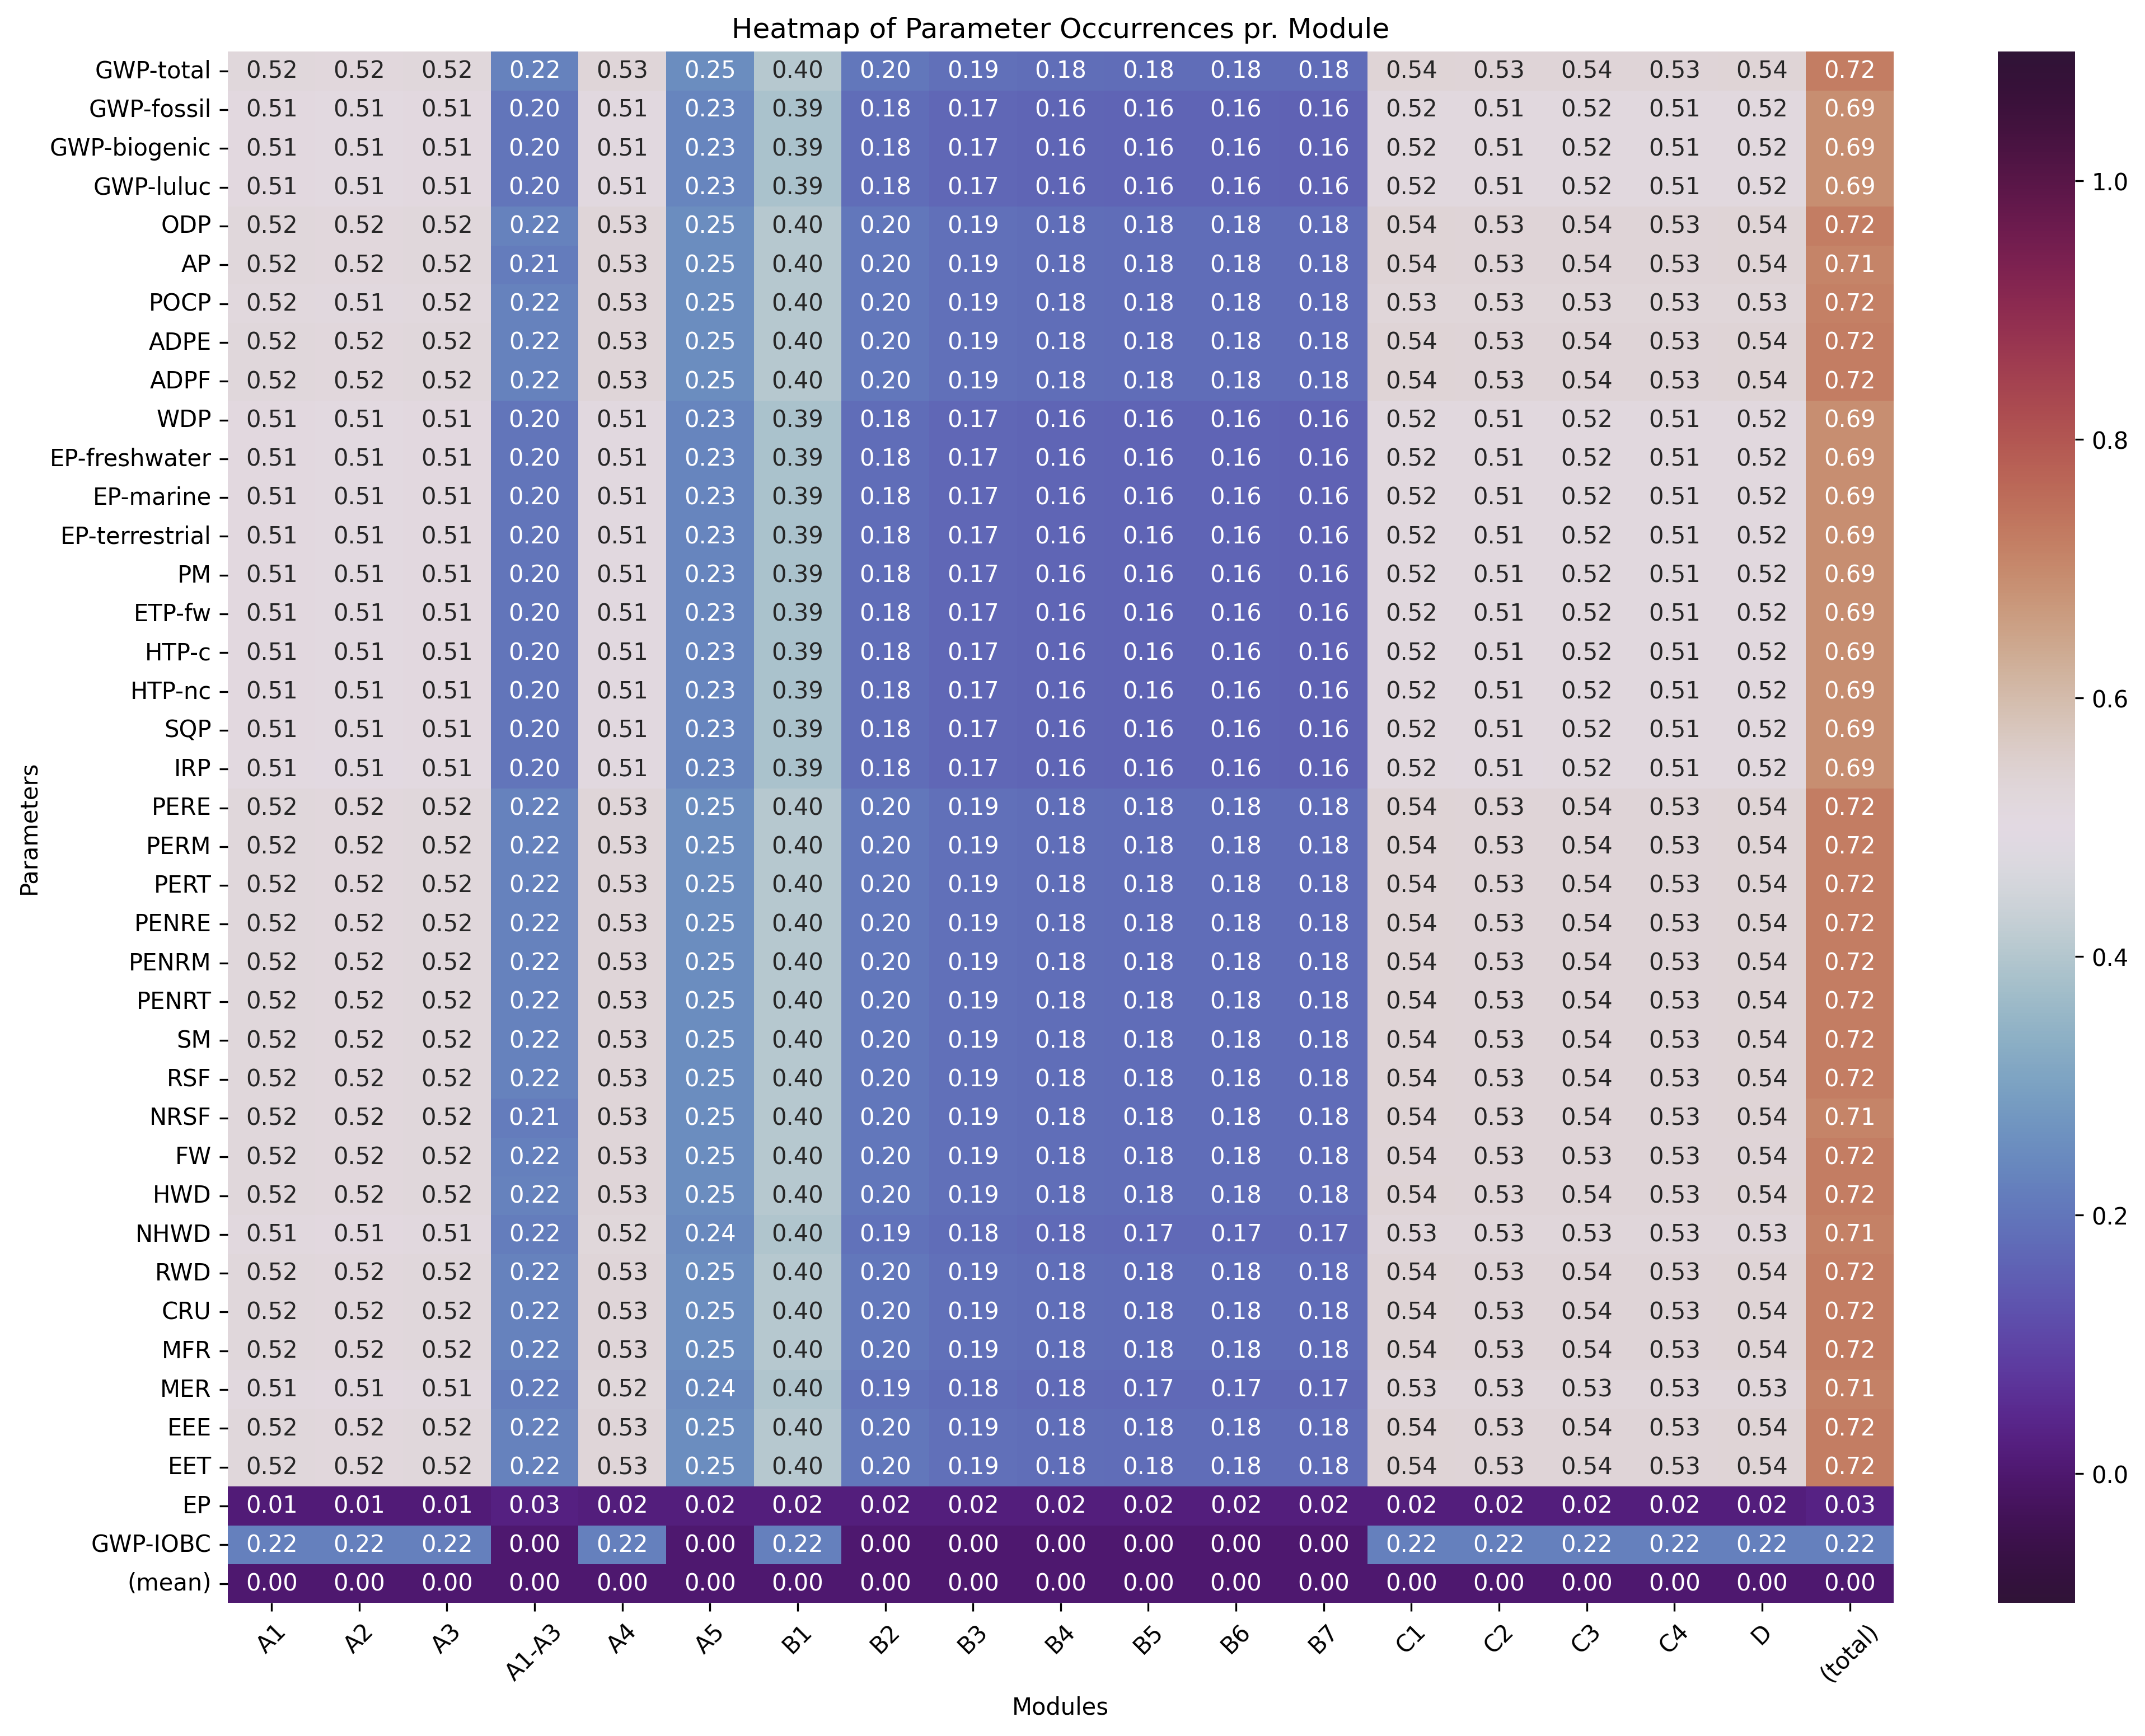 Heatmap of Parameter Occurrences pr. Module
GWP-total 0.52 0.52 0.52 0.22 0.53 0.25 0.40 0.20 0.19 0.18 0.18 0.18 0.18 0.54 0.53 0.54 0.53 0.54 0.72
GWP-fossil 0.51 0.51 0.51 0.20 0.51 0.23 0.39 0.18 0.17 0.16 0.16 0.16 0.16 0.52 0.51 0.52 0.51 0.52 0.69
GWP-biogenic 0.51 0.51 0.51 0.20 0.51 0.23 0.39 0.18 0.17 0.16 0.16 0.16 0.16 0.52 0.51 0.52 0.51 0.52 0.69
GWP-luluc 0.51 0.51 0.51 0.20 0.51 0.23 0.39 0.18 0.17 0.16 0.16 0.16 0.16 0.52 0.51 0.52 0.51 0.52 0.69
ODP 0.52 0.52 0.52 0.22 0.53 0.25 0.40 0.20 0.19 0.18 0.18 0.18 0.18 0.54 0.53 0.54 0.53 0.54 0.72
AP 0.52 0.52 0.52 0.21 0.53 0.25 0.40 0.20 0.19 0.18 0.18 0.18 0.18 0.54 0.53 0.54 0.53 0.54 0.71
POCP 0.52 0.51 0.52 0.22 0.53 0.25 0.40 0.20 0.19 0.18 0.18 0.18 0.18 0.53 0.53 0.53 0.53 0.53 0.72
ADPE 0.52 0.52 0.52 0.22 0.53 0.25 0.40 0.20 0.19 0.18 0.18 0.18 0.18 0.54 0.53 0.54 0.53 0.54 0.72
ADPF 0.52 0.52 0.52 0.22 0.53 0.25 0.40 0.20 0.19 0.18 0.18 0.18 0.18 0.54 0.53 0.54 0.53 0.54 0.72
WDP 0.51 0.51 0.51 0.20 0.51 0.23 0.39 0.18 0.17 0.16 0.16 0.16 0.16 0.52 0.51 0.52 0.51 0.52 0.69
EP-freshwater 0.51 0.51 0.51 0.20 0.51 0.23 0.39 0.18 0.17 0.16 0.16 0.16 0.16 0.52 0.51 0.52 0.51 0.52 0.69
EP-marine 0.51 0.51 0.51 0.20 0.51 0.23 0.39 0.18 0.17 0.16 0.16 0.16 0.16 0.52 0.51 0.52 0.51 0.52 0.69
EP-terrestrial 0.51 0.51 0.51 0.20 0.51 0.23 0.39 0.18 0.17 0.16 0.16 0.16 0.16 0.52 0.51 0.52 0.51 0.52 0.69
PM 0.51 0.51 0.51 0.20 0.51 0.23 0.39 0.18 0.17 0.16 0.16 0.16 0.16 0.52 0.51 0.52 0.51 0.52 0.69
ETP-fw 0.51 0.51 0.51 0.20 0.51 0.23 0.39 0.18 0.17 0.16 0.16 0.16 0.16 0.52 0.51 0.52 0.51 0.52 0.69
HTP-c 0.51 0.51 0.51 0.20 0.51 0.23 0.39 0.18 0.17 0.16 0.16 0.16 0.16 0.52 0.51 0.52 0.51 0.52 0.69
HTP-nc 0.51 0.51 0.51 0.20 0.51 0.23 0.39 0.18 0.17 0.16 0.16 0.16 0.16 0.52 0.51 0.52 0.51 0.52 0.69
SQP 0.51 0.51 0.51 0.20 0.51 0.23 0.39 0.18 0.17 0.16 0.16 0.16 0.16 0.52 0.51 0.52 0.51 0.52 0.69
IRP 0.51 0.51 0.51 0.20 0.51 0.23 0.39 0.18 0.17 0.16 0.16 0.16 0.16 0.52 0.51 0.52 0.51 0.52 0.69
PERE 0.52 0.52 0.52 0.22 0.53 0.25 0.40 0.20 0.19 0.18 0.18 0.18 0.18 0.54 0.53 0.54 0.53 0.54 0.72
PERM 0.52 0.52 0.52 0.22 0.53 0.25 0.40 0.20 0.19 0.18 0.18 0.18 0.18 0.54 0.53 0.54 0.53 0.54 0.72
PERT 0.52 0.52 0.52 0.22 0.53 0.25 0.40 0.20 0.19 0.18 0.18 0.18 0.18 0.54 0.53 0.54 0.53 0.54 0.72
PENRE 0.52 0.52 0.52 0.22 0.53 0.25 0.40 0.20 0.19 0.18 0.18 0.18 0.18 0.54 0.53 0.54 0.53 0.54 0.72
PENRM 0.52 0.52 0.52 0.22 0.53 0.25 0.40 0.20 0.19 0.18 0.18 0.18 0.18 0.54 0.53 0.54 0.53 0.54 0.72
PENRT 0.52 0.52 0.52 0.22 0.53 0.25 0.40 0.20 0.19 0.18 0.18 0.18 0.18 0.54 0.53 0.54 0.53 0.54 0.72
SM 0.52 0.52 0.52 0.22 0.53 0.25 0.40 0.20 0.19 0.18 0.18 0.18 0.18 0.54 0.53 0.54 0.53 0.54 0.72
RSF 0.52 0.52 0.52 0.22 0.53 0.25 0.40 0.20 0.19 0.18 0.18 0.18 0.18 0.54 0.53 0.54 0.53 0.54 0.72
NRSF 0.52 0.52 0.52 0.21 0.53 0.25 0.40 0.20 0.19 0.18 0.18 0.18 0.18 0.54 0.53 0.54 0.53 0.54 0.71
FW 0.52 0.52 0.52 0.22 0.53 0.25 0.40 0.20 0.19 0.18 0.18 0.18 0.18 0.54 0.53 0.53 0.53 0.54 0.72
HWD 0.52 0.52 0.52 0.22 0.53 0.25 0.40 0.20 0.19 0.18 0.18 0.18 0.18 0.54 0.53 0.54 0.53 0.54 0.72
NHWD 0.51 0.51 0.51 0.22 0.52 0.24 0.40 0.19 0.18 0.18 0.17 0.17 0.17 0.53 0.53 0.53 0.53 0.53 0.71
RWD 0.52 0.52 0.52 0.22 0.53 0.25 0.40 0.20 0.19 0.18 0.18 0.18 0.18 0.54 0.53 0.54 0.53 0.54 0.72
CRU 0.52 0.52 0.52 0.22 0.53 0.25 0.40 0.20 0.19 0.18 0.18 0.18 0.18 0.54 0.53 0.54 0.53 0.54 0.72
MFR 0.52 0.52 0.52 0.22 0.53 0.25 0.40 0.20 0.19 0.18 0.18 0.18 0.18 0.54 0.53 0.54 0.53 0.54 0.72
MER 0.51 0.51 0.51 0.22 0.52 0.24 0.40 0.19 0.18 0.18 0.17 0.17 0.17 0.53 0.53 0.53 0.53 0.53 0.71
EEE 0.52 0.52 0.52 0.22 0.53 0.25 0.40 0.20 0.19 0.18 0.18 0.18 0.18 0.54 0.53 0.54 0.53 0.54 0.72
EET 0.52 0.52 0.52 0.22 0.53 0.25 0.40 0.20 0.19 0.18 0.18 0.18 0.18 0.54 0.53 0.54 0.53 0.54 0.72
EP 0.01 0.01 0.01 0.03 0.02 0.02 0.02 0.02 0.02 0.02 0.02 0.02 0.02 0.02 0.02 0.02 0.02 0.02 0.03
GWP-IOBC 0.22 0.22 0.22 0.00 0.22 0.00 0.22 0.00 0.00 0.00 0.00 0.00 0.00 0.22 0.22 0.22 0.22 0.22 0.22
(mean) 0.00 0.00 0.00 0.00 0.00 0.00 0.00 0.00 0.00 0.00 0.00 0.00 0.00 0.00 0.00 0.00 0.00 0.00 0.00
A1 A2 A3 A1-A3 A4 A5 B1 B2 B3 B4 B5 B6 B7 C1 C2 C3 C4 D (total)
Modules
Parameters
1.0
0.8
0.6
0.4
0.2
0.0